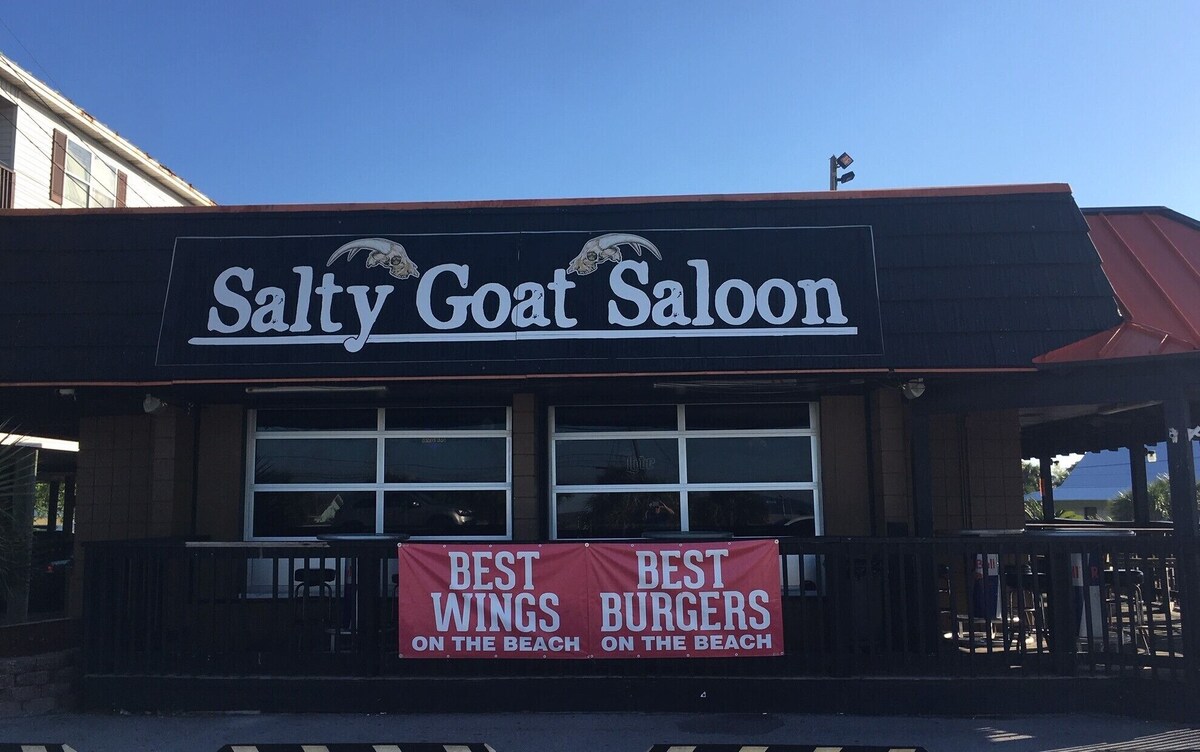 Salty Goat Saloon
BEST
WINGS
ON THE BEACH
BEST
BURGERS
ON THE BEACH